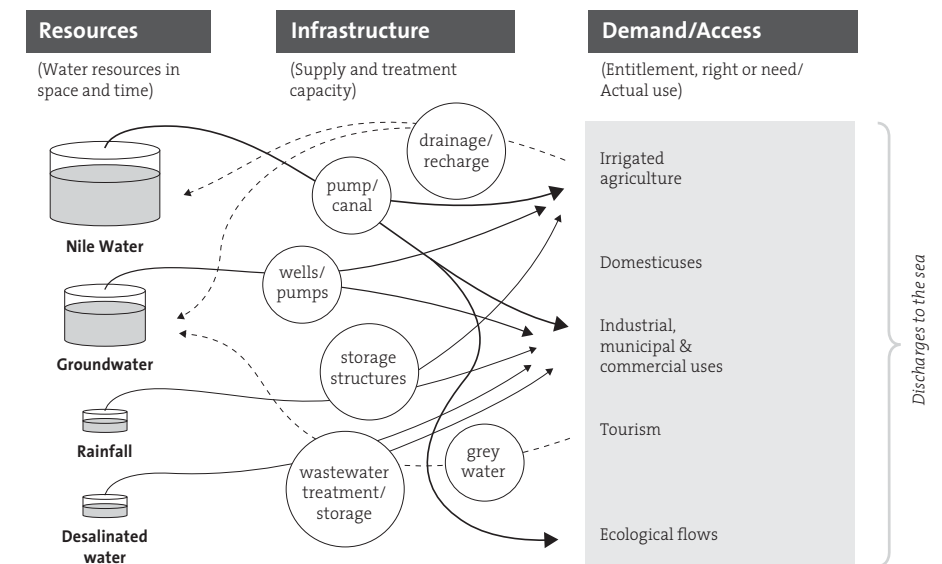 Resources
Infrastructure
Demand/Access
(Water resources in
space and time)
(Supply and treatment
capacity)
(Entitlement, right or need/
Actual use)
drainage/
recharge
pump/
canal
wells/
pumps
storage
structures
wastewater
treatment/
storage
grey
water
Nile Water
Groundwater
Rainfall
Desalinated
water
Irrigated
agriculture
Domesticuses
Industrial,
municipal &
commercial uses
Tourism
Ecological flows
Discharges to the sea